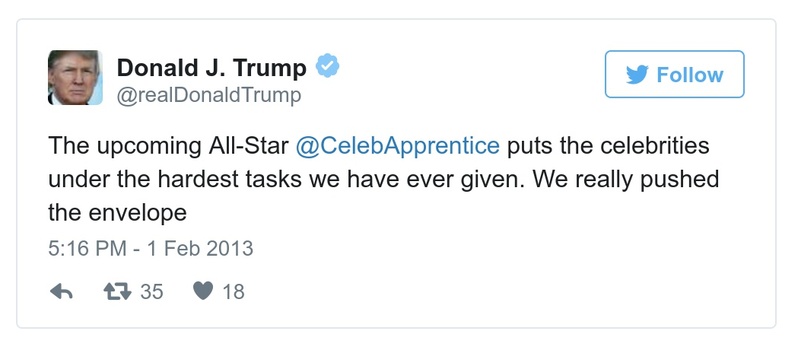 Donald J. Trump
@realDonaldTrump
Follow
The upcoming All-Star @CelebApprentice puts the celebrities
under the hardest tasks we have ever given. We really pushed
the envelope
5:16 PM - 1 Feb 2013
35 18